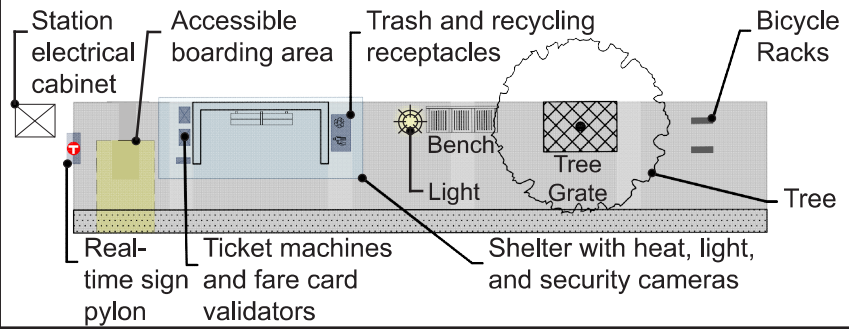 Station
electrical
cabinet
Accessible
boarding area
Trash and recycling
receptacles
Bicycle
Racks
T
Bench
Light
Tree
Grate
Tree
Real-
time sign
pylon
Ticket machines
and fare card
validators
Shelter with heat, light,
and security cameras